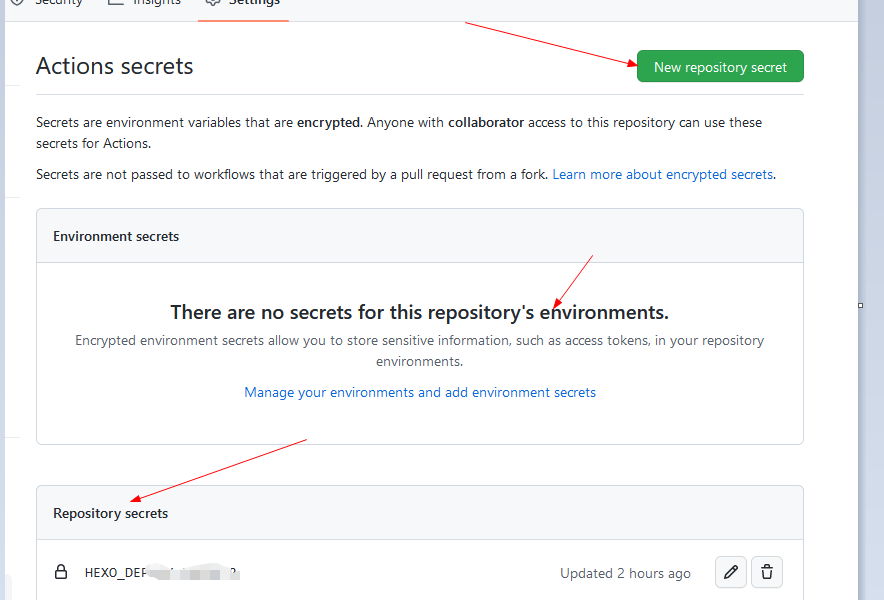 Security Insights Settings
Actions secrets
New repository secret
Secrets are environment variables that are encrypted. Anyone with collaborator access to this repository can use these
secrets for Actions.
Secrets are not passed to workflows that are triggered by a pull request from a fork. Learn more about encrypted secrets.
Environment secrets
There are no secrets for this repository's environments.
Encrypted environment secrets allow you to store sensitive information, such as access tokens, in your repository
environments.
Manage your environments and add environment secrets
Repository secrets
Updated 2 hours ago